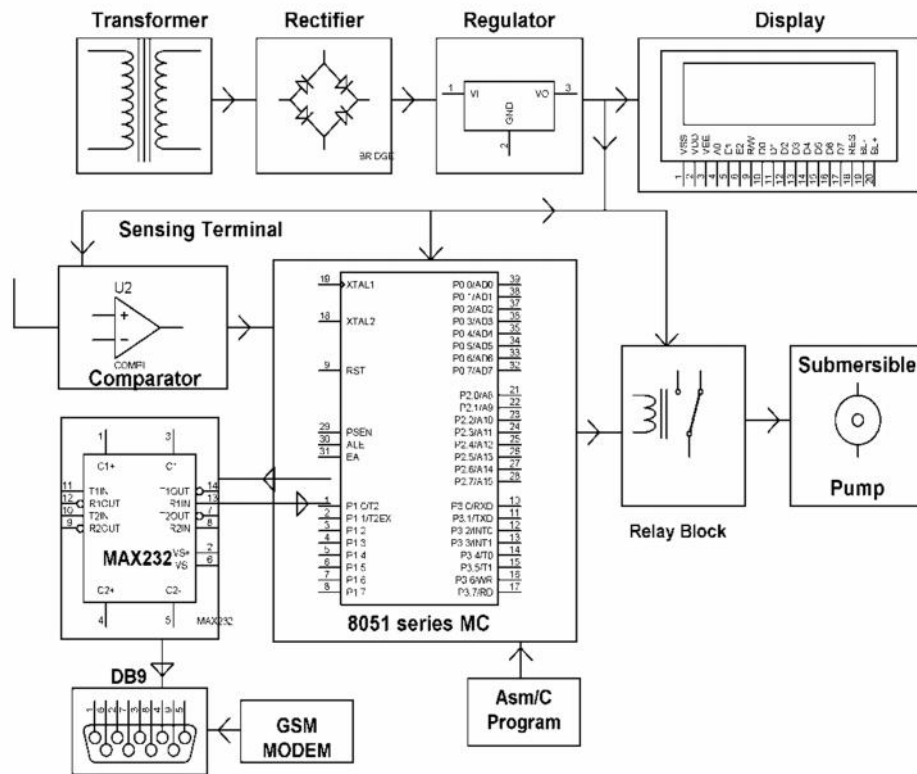 Transformer
Rectifier
Regulator
Display
BRIDGE
1
VI
VO
3
GND
2
VSS
VDD
VEE
R/W
D0
D2
D3
D4
D5
D6
D7
RES
BL-
BL+
1
2
3
4
5
6
9
10
11
12
13
14
15
16
17
18
19
20
Sensing Terminal
U2
Comparator
19
XTAL1
18
XTAL2
9
RST
29
PSEN
30
ALE
31
EA
1
P1.0/T2
2
P1.1/T2EX
3
P1.2
4
P1.3
5
P1.4
6
P1.5
7
P1.6
8
P1.7
P0.0/AD0
39
P0.1/AD1
38
P0.2/AD2
37
P0.3/AD3
36
P0.4/AD4
35
P0.5/AD5
34
P0.6/AD6
33
P0.7/AD7
32
P2.0/A8
21
P2.1/A9
22
P2.2/A10
23
P2.3/A11
24
P2.4/A12
25
P2.5/A13
26
P2.6/A14
27
P2.7/A15
28
P3.0/RXD
10
P3.1/TXD
11
P3.2/INT0
12
P3.3/INT1
13
P3.4/T0
14
P3.5/T1
15
P3.6/WR
16
P3.7/RD
17
8051 series MC
Relay Block
Submersible
Pump
1
3
C1+
11
T1IN
T1OUT
14
12
R1OUT
R1IN
13
10
T2IN
T2OUT
7
9
R2OUT
R2IN
8
MAX232
VS+
2
VS
6
C2+
C2-
4
5
MAX232
DB9
GSM
MODEM
Asm/C
Program